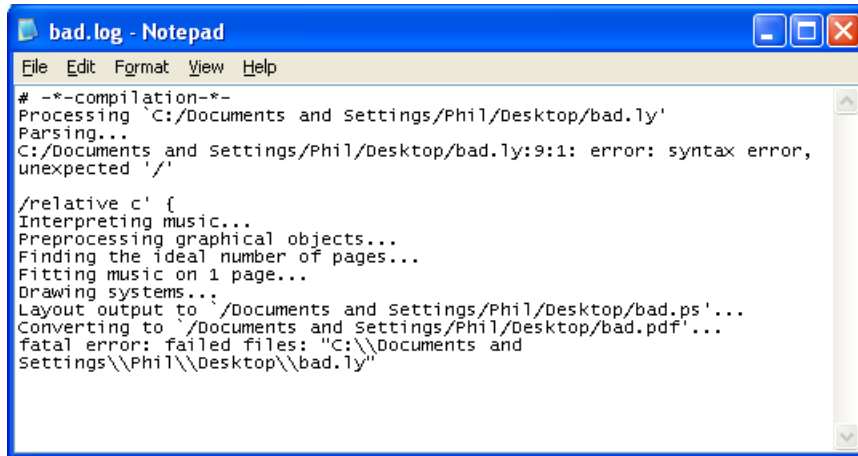 bad.log - Notepad
File Edit Format View Help
# -*-compilation-*-
Processing `C:/Documents and Settings/Phil/Desktop/bad.ly'
Parsing...
C:/Documents and Settings/Phil/Desktop/bad.ly:9:1: error: syntax error,
unexpected '/'
/relative c' {
Interpreting music...
Preprocessing graphical objects...
Finding the ideal number of pages...
Fitting music on 1 page...
Drawing systems...
Layout output to `/Documents and Settings/Phil/Desktop/bad.ps'...
Converting to `/Documents and Settings/Phil/Desktop/bad.pdf'...
fatal error: failed files: "C:\\Documents and
Settings\\Phil\\Desktop\\bad.ly"